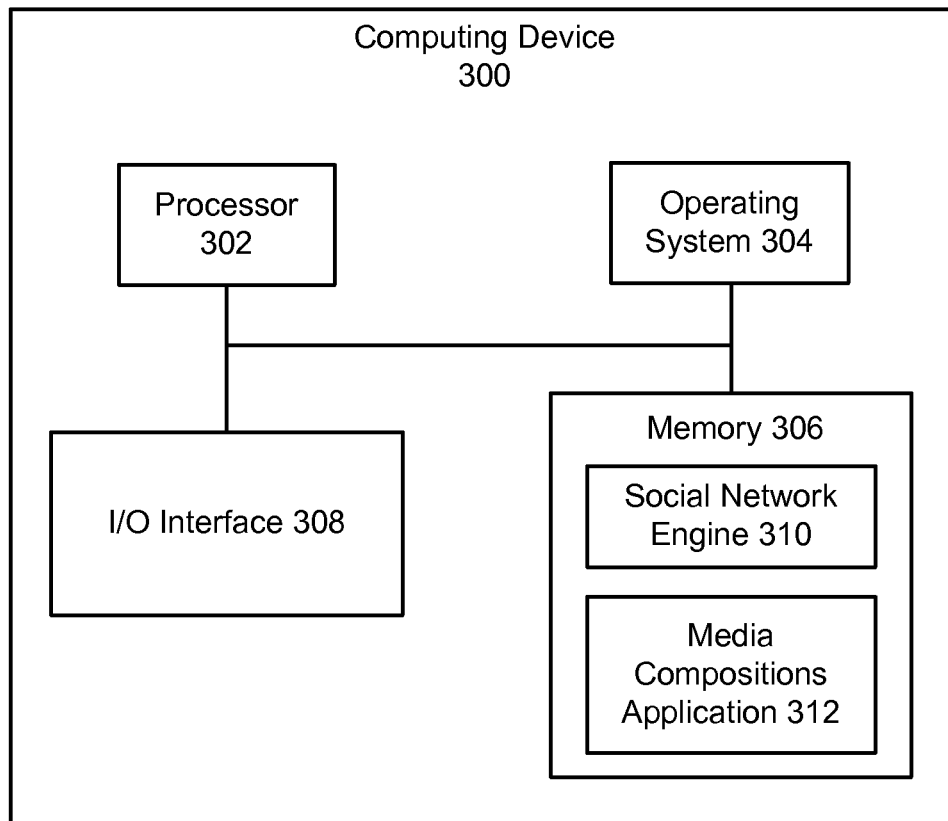 Computing Device
300
Processor
302
Operating
System 304
I/O Interface 308
Memory 306
Social Network
Engine 310
Media
Compositions
Application 312